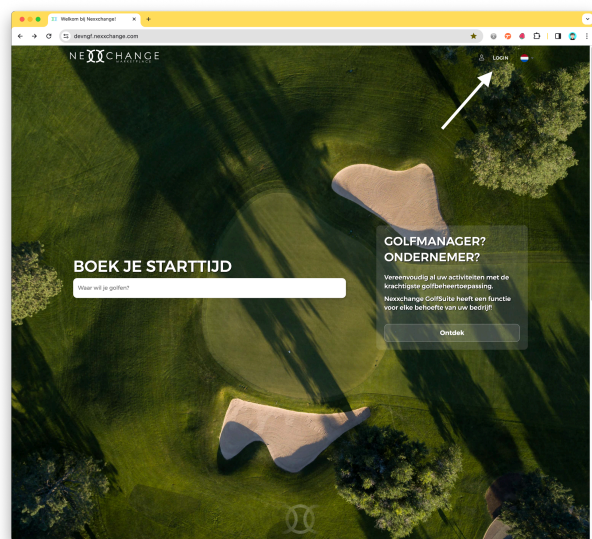 Welkom bij Nexxchange!
devngf.nexxchange.com
NEXXCHANGE
MARKETPLACE
LOGIN
BOEK JE STARTTIJD
Waar wil je golfen?
GOLFMANAGER?
ONDERNEMER?
Vereenvoudig al uw activiteiten met de
krachtigste golfbeheertoepassing.
Nexxchange GolfSuite heeft een functie
voor elke behoefte van uw bedrijf!
Ontdek